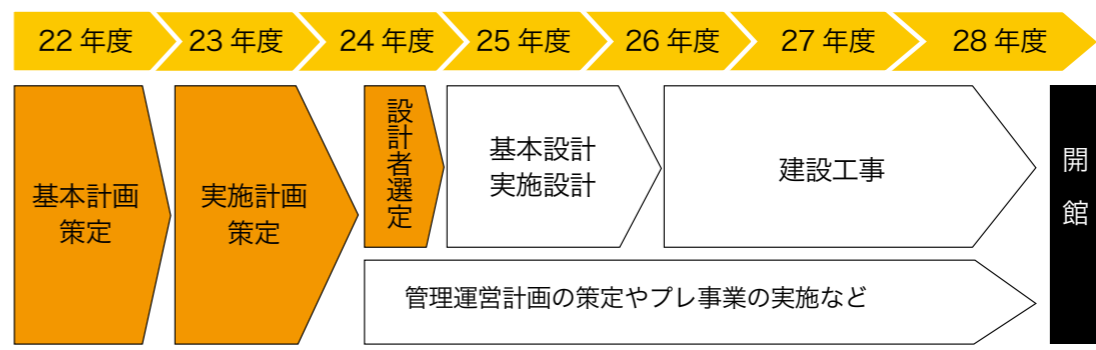 22 年度
23 年度
24 年度
25 年度
26 年度
27 年度
28 年度
基本計画
策定
実施計画
策定
設計者選定
基本設計
実施設計
建設工事
管理運営計画の策定やプレ事業の実施など
開館